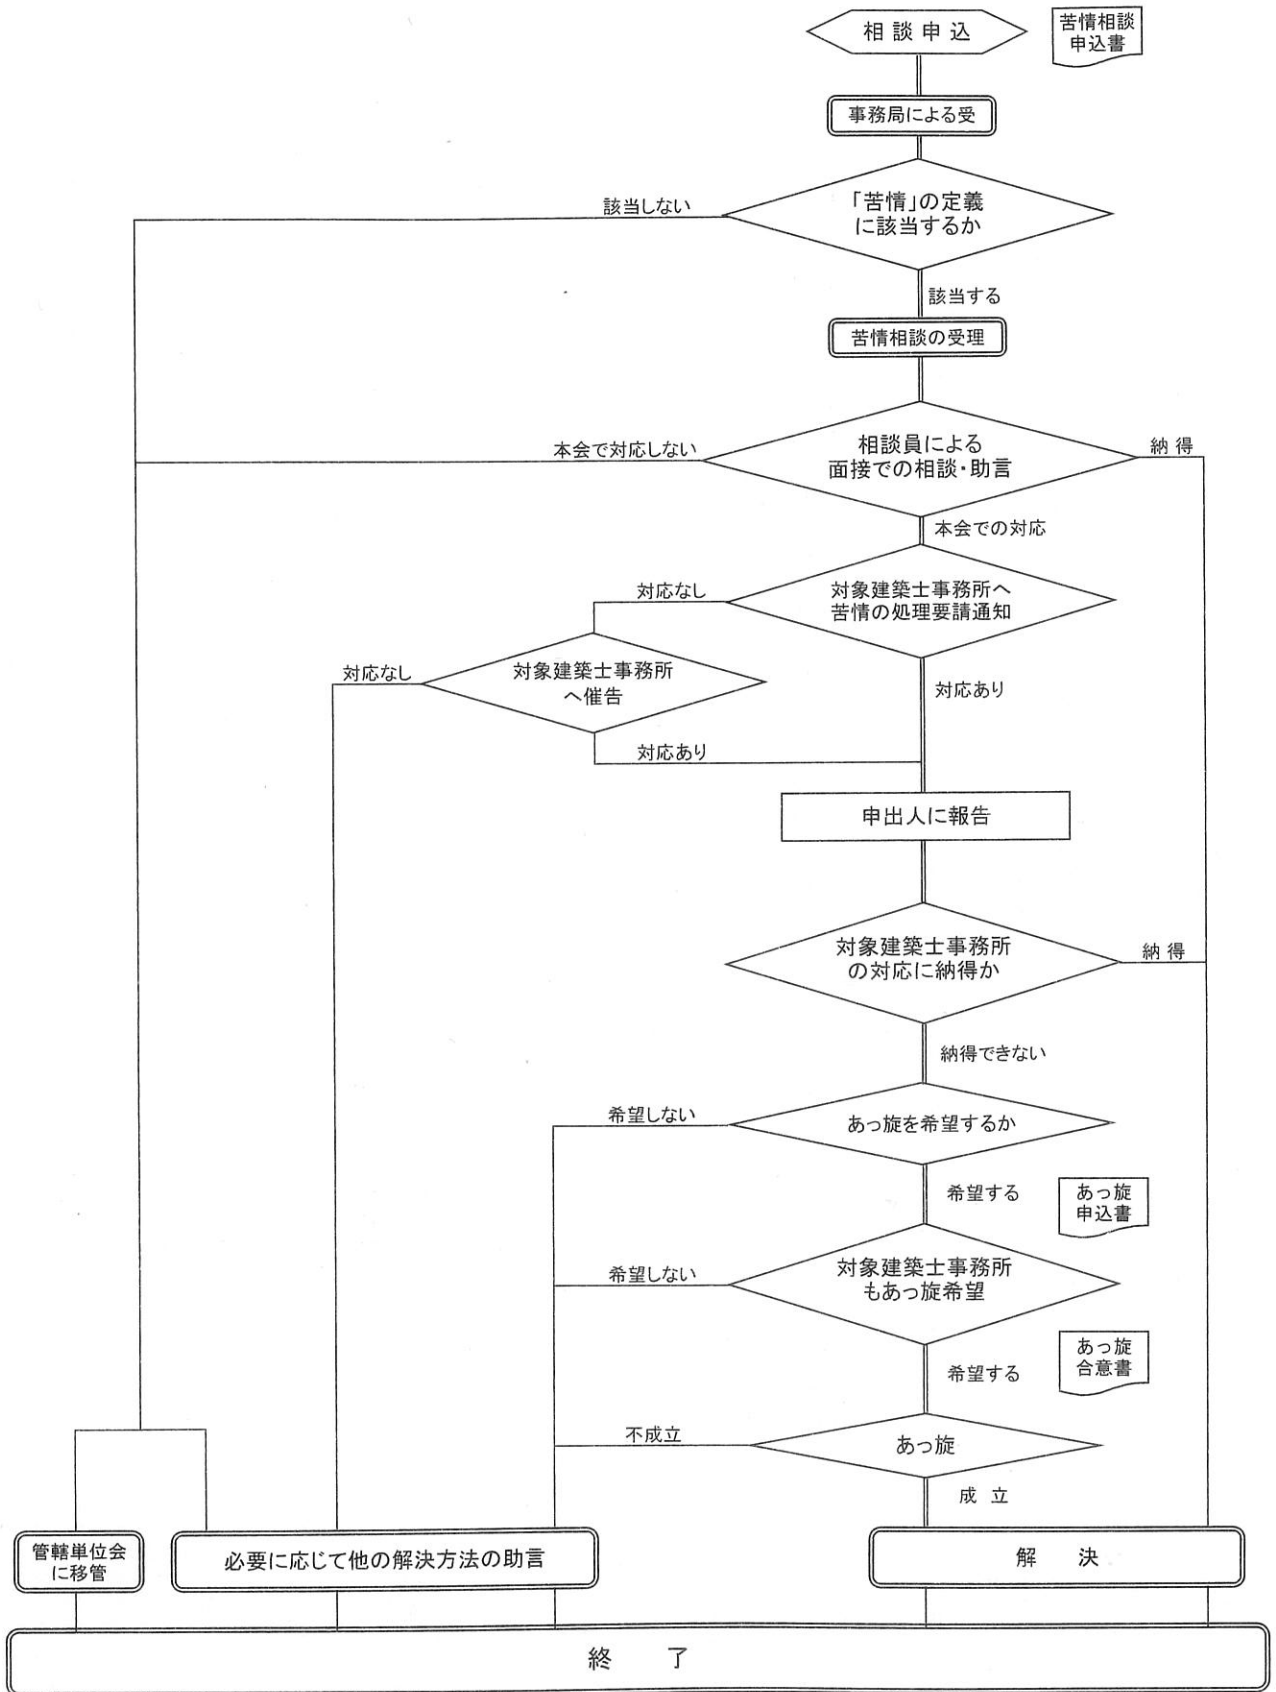 相談申込
苦情相談
申込書
事務局による受
「苦情」の定義
に該当するか
該当しない
該当する
苦情相談の受理
相談員による
面接での相談・助言
本会で対応しない
納得
本会での対応
対象建築士事務所へ
苦情の処理要請通知
対応なし
対象建築士事務所
へ催告
対応なし
対応あり
対応あり
申出人に報告
対象建築士事務所
の対応に納得か
納得
納得できない
あっ旋を希望するか
希望しない
希望する
あっ旋
申込書
対象建築士事務所
もあっ旋希望
希望しない
希望する
あっ旋
合意書
あっ旋
不成立
成立
管轄単位会
に移管
必要に応じて他の解決方法の助言
解決
終了